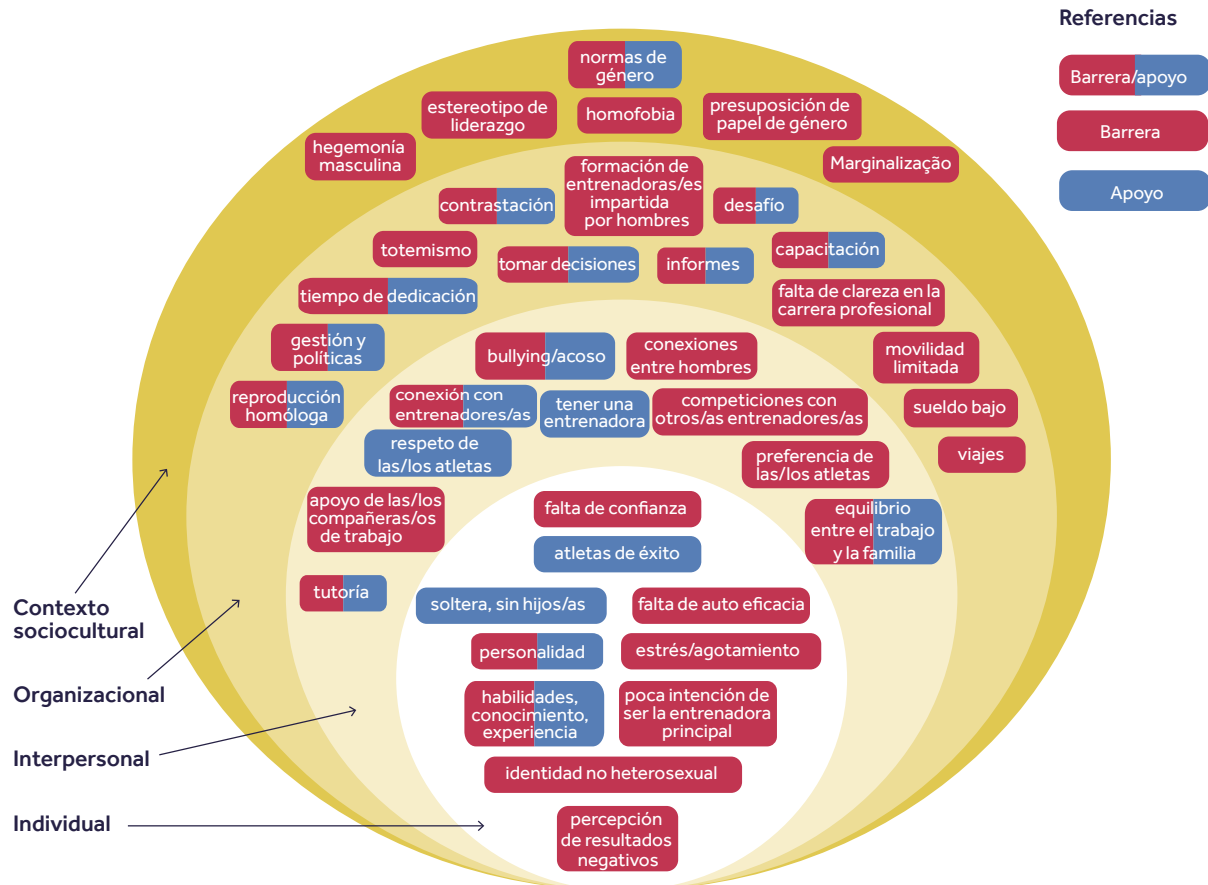 Referencias
Barrera/apoyo
Barrera
Apoyo
normas de
género
estereotipo de
liderazgo
homofobia
presuposición de
papel de género
hegemonía
masculina
Marginalização
formación de
entrenadoras/es
impartida
por hombres
contrastación
desafío
totemismo
tomar decisiones
informes
capacitación
tiempo de dedicación
falta de clareza en la
carrera profesional
gestión y
políticas
movilidad
limitada
reproducción
homóloga
sueldo bajo
viajes
bullying/acoso
conexiones
entre hombres
conexión con
entrenadores/as
tener una
entrenadora
competiciones con
otros/as entrenadores/as
respeto de
las/los atletas
preferencia de
las/los atletas
apoyo de las/los
compañeras/os
de trabajo
equilibrio
entre el trabajo
y la familia
tutoría
falta de confianza
atletas de éxito
soltera, sin hijos/as
falta de auto eficacia
personalidad
estrés/agotamiento
habilidades,
conocimiento,
experiencia
poca intención de
ser la entrenadora
principal
identidad no heterosexual
percepción
de resultados
negativos
Contexto
sociocultural
Organizacional
Interpersonal
Individual